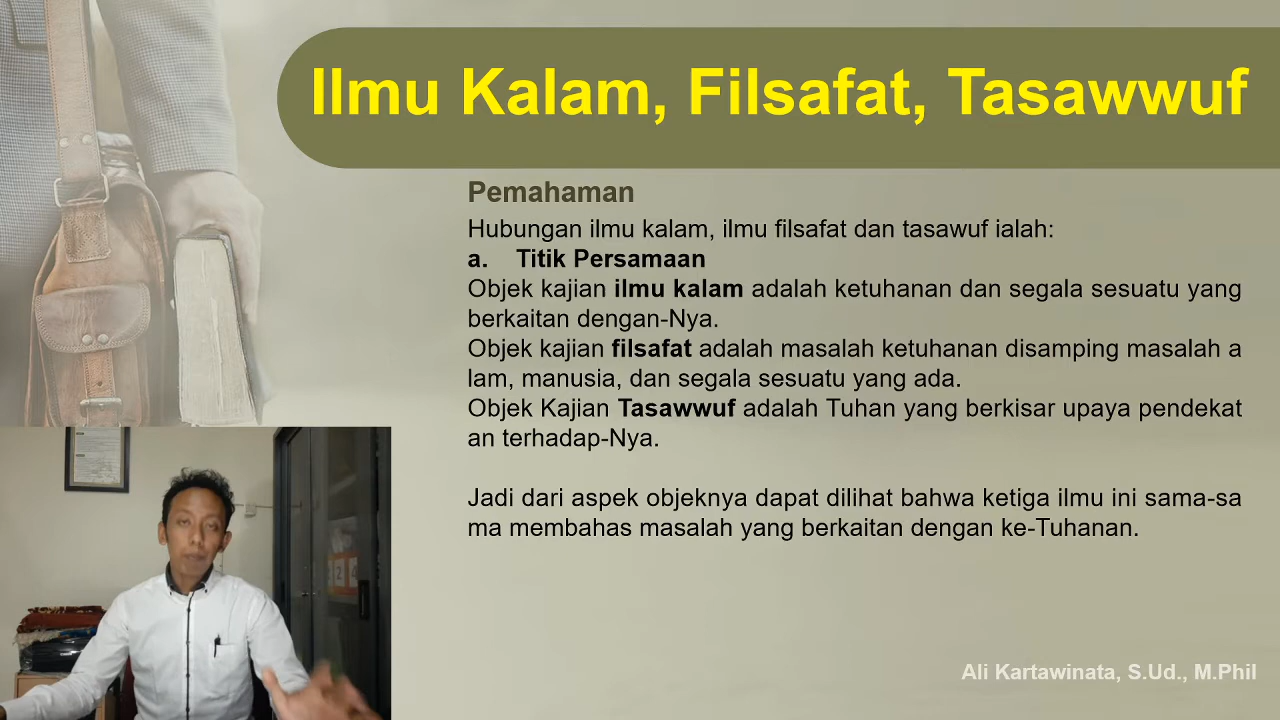 Ilmu Kalam, Filsafat, Tasawwuf
Pemahaman
Hubungan ilmu kalam, ilmu filsafat dan tasawuf ialah:
a. Titik Persamaan
Objek kajian ilmu kalam adalah ketuhanan dan segala sesuatu yang
berkaitan dengan-Nya.
Objek kajian filsafat adalah masalah ketuhanan disamping masalah a
lam, manusia, dan segala sesuatu yang ada.
Objek Kajian Tasawwuf adalah Tuhan yang berkisar upaya pendekat
an terhadap-Nya.
Jadi dari aspek objeknya dapat dilihat bahwa ketiga ilmu ini sama-sa
ma membahas masalah yang berkaitan dengan ke-Tuhanan.
2 4
Ali Kartawinata, S.Ud., M.Phil